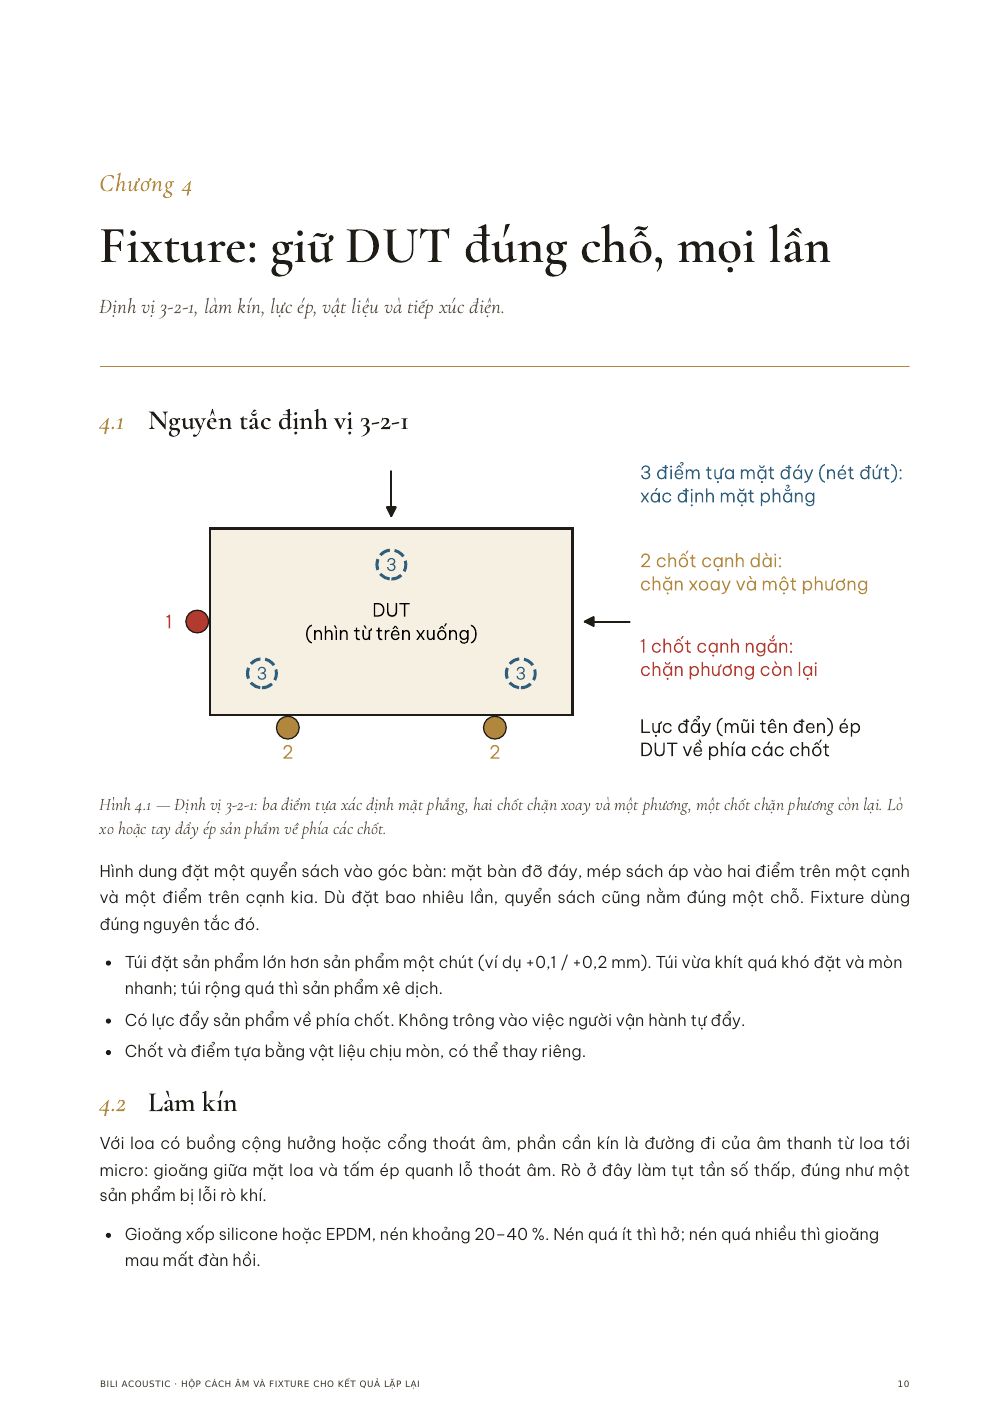 Chương 4
Fixture: giữ DUT đúng chỗ, mọi lần
Định vị 3-2-1, làm kín, lực ép, vật liệu và tiếp xúc điện.
4.1 Nguyên tắc định vị 3-2-1
3 điểm tựa mặt đáy (nét đứt):
xác định mặt phẳng
2 chốt cạnh dài:
chặn xoay và một phương
1 chốt cạnh ngắn:
chặn phương còn lại
Lực đẩy (mũi tên đen) ép
DUT về phía các chốt
3
DUT
(nhìn từ trên xuống)
1
3
3
2
2
Hình 4.1 — Định vị 3-2-1: ba điểm tựa xác định mặt phẳng, hai chốt chặn xoay và một phương, một chốt chặn phương còn lại. Lò
xo hoặc tay đẩy ép sản phẩm về phía các chốt.
Hình dung đặt một quyển sách vào góc bàn: mặt bàn đỡ đáy, mép sách áp vào hai điểm trên một cạnh
và một điểm trên cạnh kia. Dù đặt bao nhiêu lần, quyển sách cũng nằm đúng một chỗ. Fixture dùng
đúng nguyên tắc đó.
• Túi đặt sản phẩm lớn hơn sản phẩm một chút (ví dụ +0,1 / +0,2 mm). Túi vừa khít quá khó đặt và mòn
nhanh; túi rộng quá thì sản phẩm xê dịch.
• Có lực đẩy sản phẩm về phía chốt. Không trông vào việc người vận hành tự đẩy.
• Chốt và điểm tựa bằng vật liệu chịu mòn, có thể thay riêng.
4.2 Làm kín
Với loa có buồng cộng hưởng hoặc cổng thoát âm, phần cần kín là đường đi của âm thanh từ loa tới
micro: gioăng giữa mặt loa và tấm ép quanh lỗ thoát âm. Rò ở đây làm tụt tần số thấp, đúng như một
sản phẩm bị lỗi rò khí.
• Gioăng xốp silicone hoặc EPDM, nén khoảng 20–40 %. Nén quá ít thì hở; nén quá nhiều thì gioăng
mau mất đàn hồi.
BILI ACOUSTIC · HỘP CÁCH ÂM VÀ FIXTURE CHO KẾT QUẢ LẶP LẠI
10